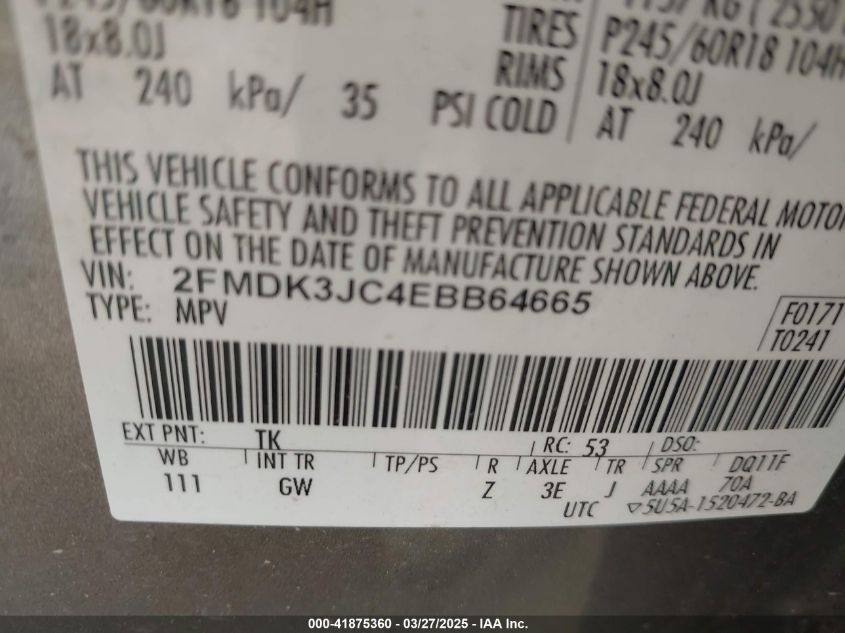 P245/60R18 104H
18x8.0J
AT 240 kPa/ 35 PSI COLD
TIRES P245/60R18 104H
RIMS 18x8.0J
AT 240 kPa/
THIS VEHICLE CONFORMS TO ALL APPLICABLE FEDERAL MOTOR
VEHICLE SAFETY AND THEFT PREVENTION STANDARDS IN
EFFECT ON THE DATE OF MANUFACTURE SHOWN ABOVE.
VIN: 2FMDK3JC4EBB64665
TYPE: MPV
F0171
T0241
EXT PNT: TK RC: 53 DSO:
WB INT TR TP/PS R AXLE TR SPR DQ11F
111 GW Z 3E J AAAA 70A
UTC ▽5U5A-1520472-BA
000-41875360 - 03/27/2025 - IAA Inc.